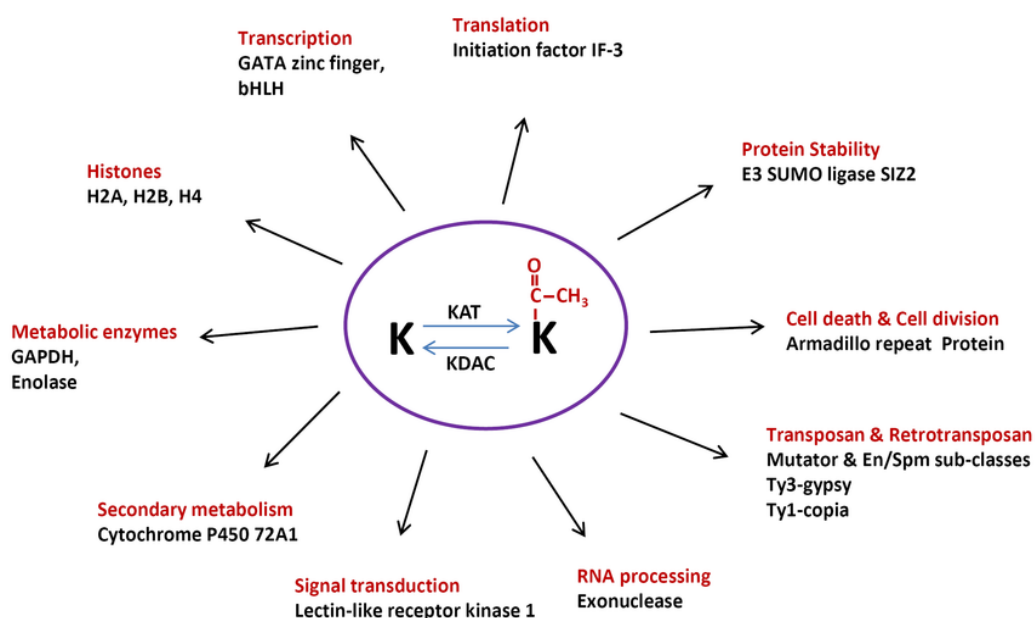 Transcription
GATA zinc finger,
bHLH
Translation
Initiation factor IF-3
Protein Stability
E3 SUMO ligase SIZ2
Histones
H2A, H2B, H4
O
C–CH₃
KAT
K
K
KDAC
Metabolic enzymes
GAPDH,
Enolase
Cell death & Cell division
Armadillo repeat Protein
Transposan & Retrotransposan
Mutator & En/Spm sub-classes
Ty3-gypsy
Ty1-copia
Secondary metabolism
Cytochrome P450 72A1
Signal transduction
Lectin-like receptor kinase 1
RNA processing
Exonuclease